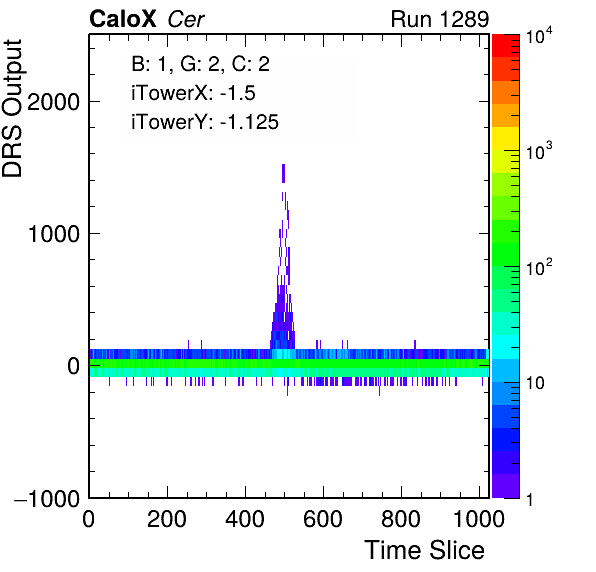 CaloX Cer Run 1289
B: 1, G: 2, C: 2
iTowerX: -1.5
iTowerY: -1.125
DRS Output
2000
1000
0
−1000
0 200 400 600 800 1000
Time Slice
10^4
10^3
10^2
10
1